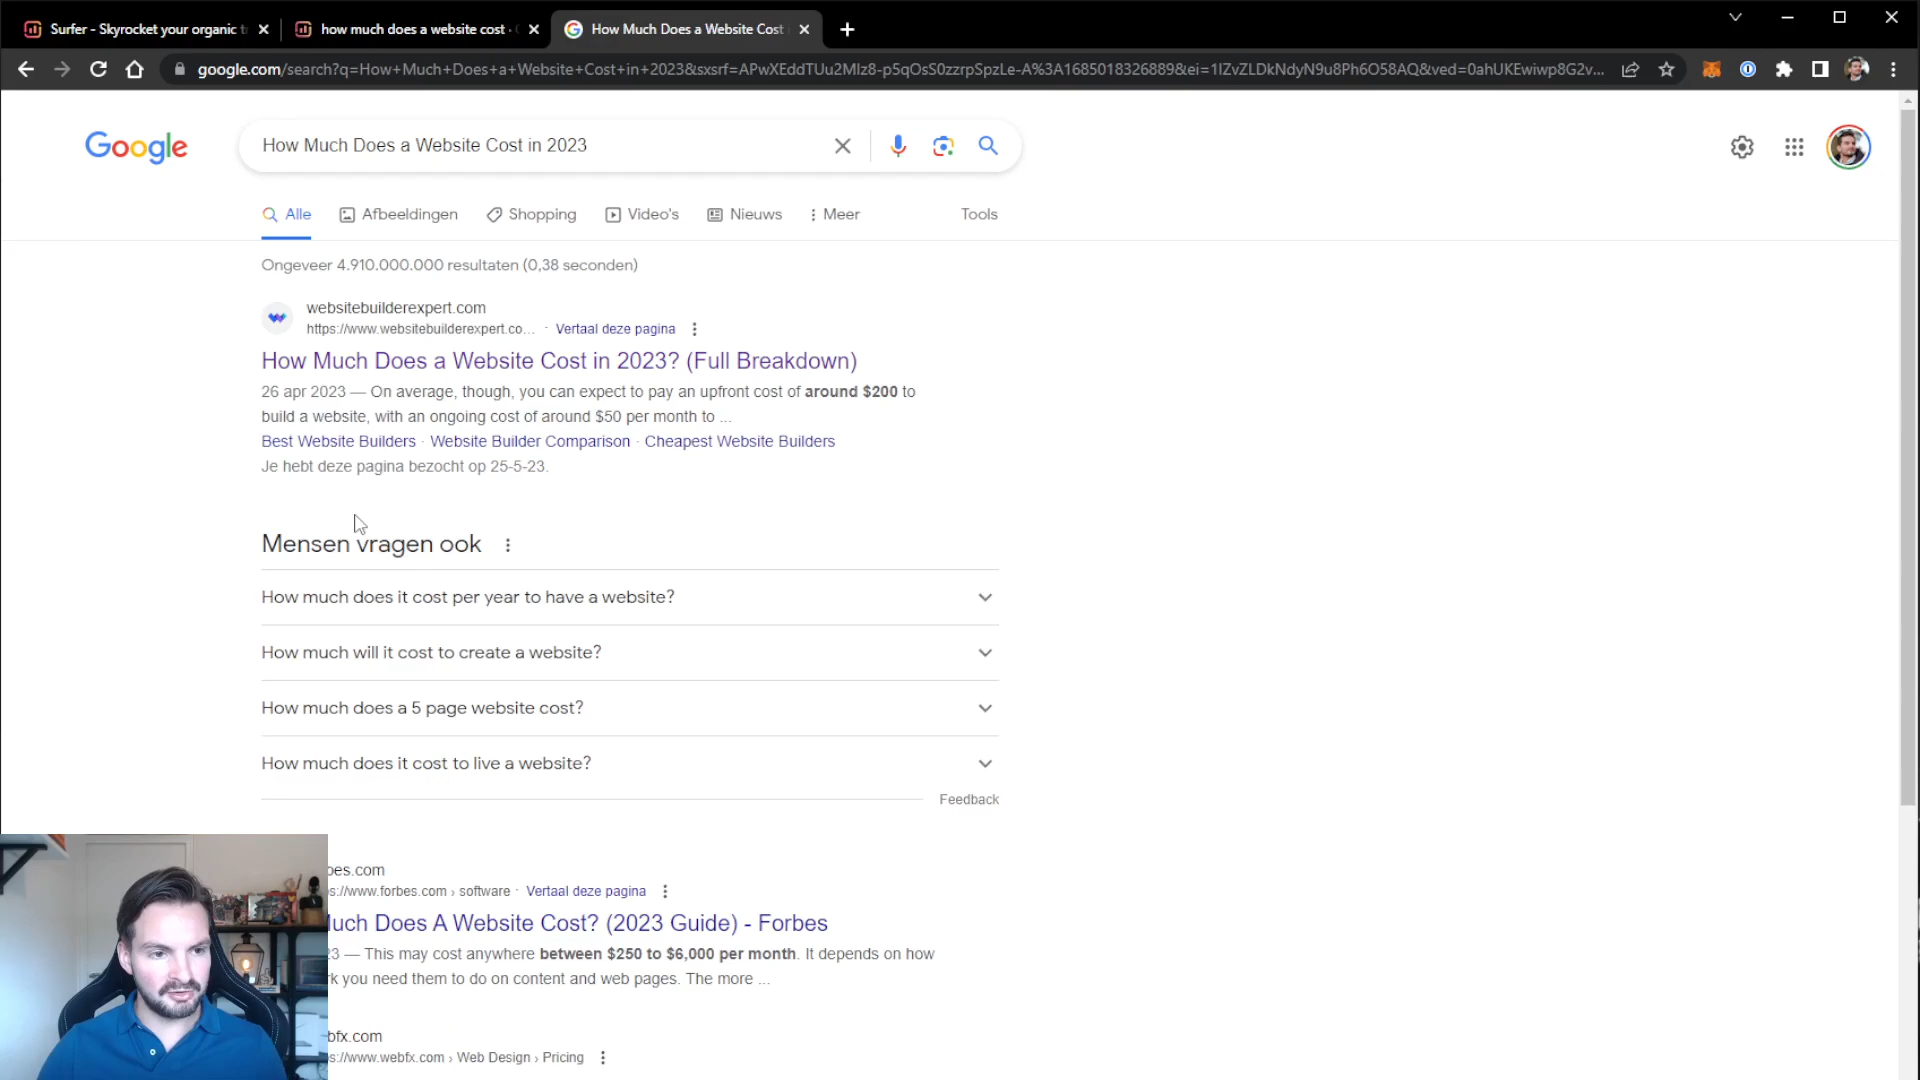 Surfer - Skyrocket your organic t
how much does a website cost ·
How Much Does a Website Cost
google.com/search?q=How+Much+Does+a+Website+Cost+in+2023&sxsrf=APwXEddTUu2Mlz8-p5qOsS0zzrpSpzLe-A%3A1685018326889&ei=1lZvZLDkNdyN9u8Ph6O58AQ&ved=0ahUKEwiwp8G2v...
Google
How Much Does a Website Cost in 2023
Alle
Afbeeldingen
Shopping
Video's
Nieuws
Meer
Tools
Ongeveer 4.910.000.000 resultaten (0,38 seconden)
websitebuilderexpert.com
https://www.websitebuilderexpert.co... · Vertaal deze pagina
How Much Does a Website Cost in 2023? (Full Breakdown)
26 apr 2023 — On average, though, you can expect to pay an upfront cost of around $200 to
build a website, with an ongoing cost of around $50 per month to ...
Best Website Builders · Website Builder Comparison · Cheapest Website Builders
Je hebt deze pagina bezocht op 25-5-23.
Mensen vragen ook
How much does it cost per year to have a website?
How much will it cost to create a website?
How much does a 5 page website cost?
How much does it cost to live a website?
Feedback
bes.com
s://www.forbes.com › software · Vertaal deze pagina
Much Does A Website Cost? (2023 Guide) - Forbes
23 — This may cost anywhere between $250 to $6,000 per month. It depends on how
rk you need them to do on content and web pages. The more ...
bfx.com
s://www.webfx.com › Web Design › Pricing